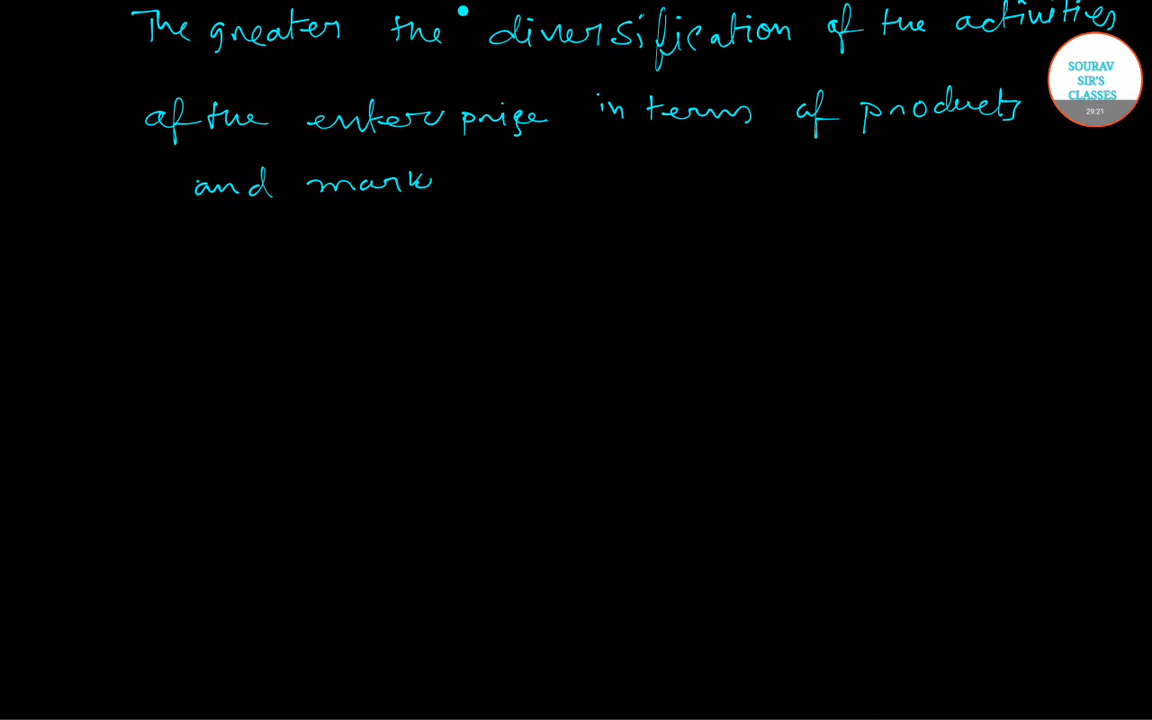 The greater the diversification of the activities
of the enterprize in terms of products
and mark
SOURAV
SIR'S
CLASSES
29:21